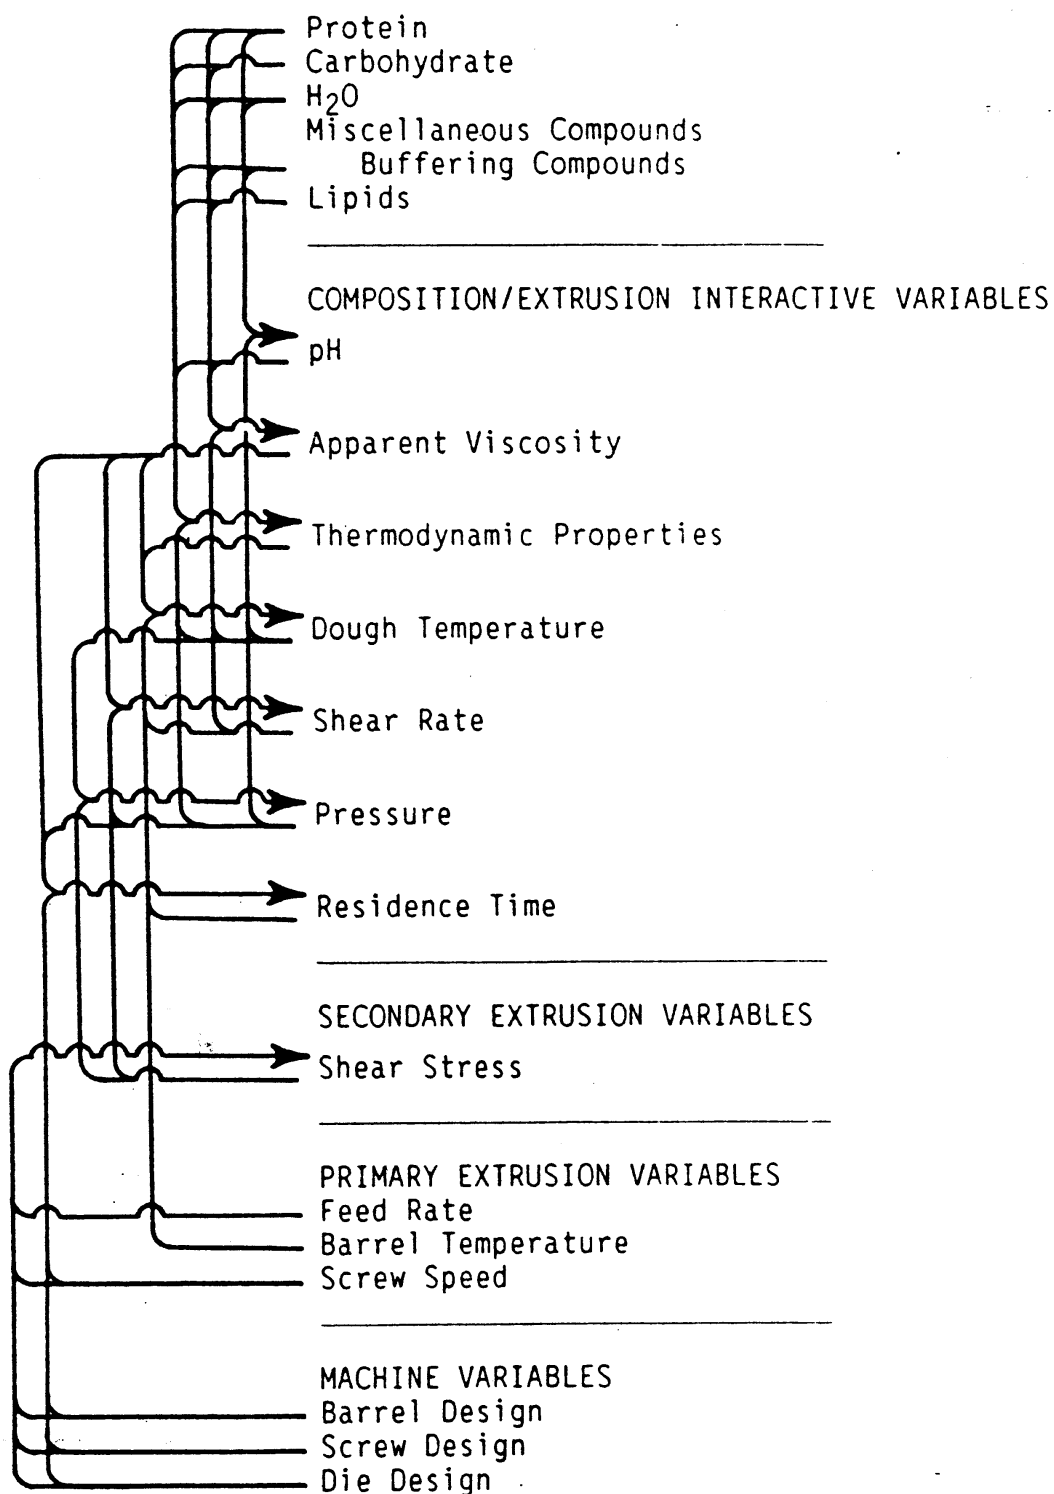 Protein
Carbohydrate
H2O
Miscellaneous Compounds
Buffering Compounds
Lipids
COMPOSITION/EXTRUSION INTERACTIVE VARIABLES
pH
Apparent Viscosity
Thermodynamic Properties
Dough Temperature
Shear Rate
Pressure
Residence Time
SECONDARY EXTRUSION VARIABLES
Shear Stress
PRIMARY EXTRUSION VARIABLES
Feed Rate
Barrel Temperature
Screw Speed
MACHINE VARIABLES
Barrel Design
Screw Design
Die Design